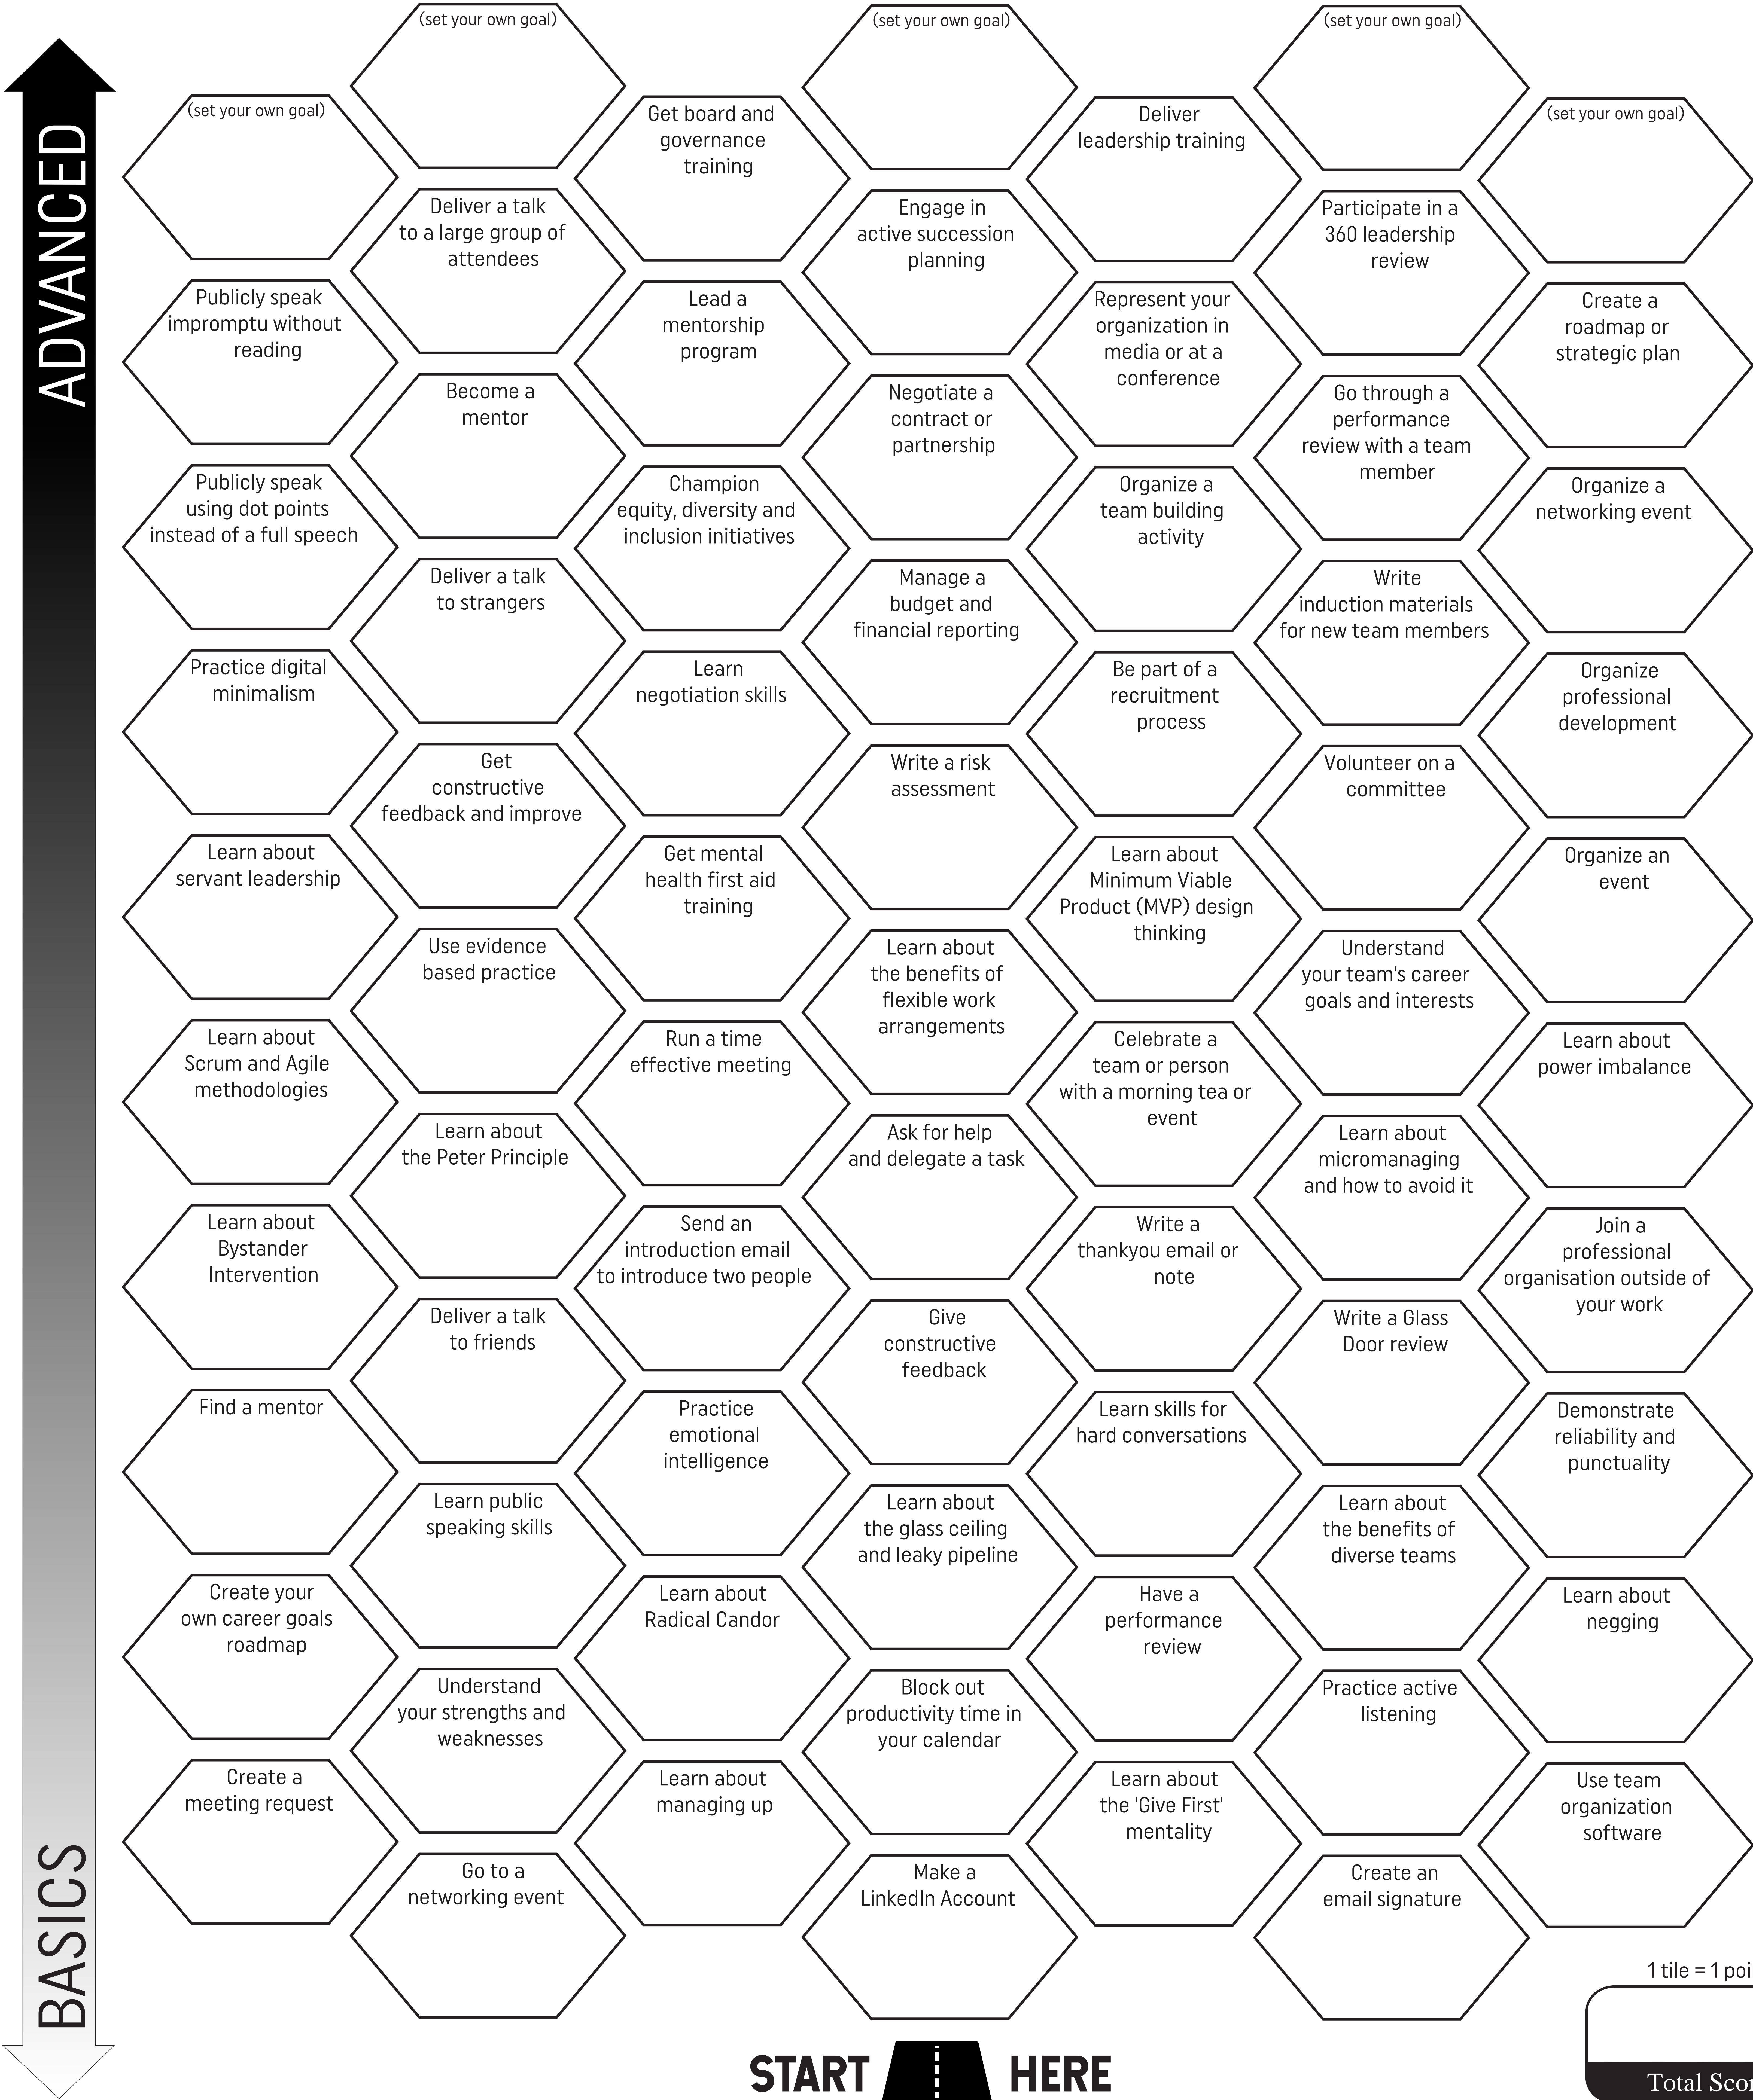 (set your own goal)
(set your own goal)
(set your own goal)
(set your own goal)
Get board and
governance
training
Deliver
leadership training
(set your own goal)
ADVANCED
Deliver a talk
to a large group of
attendees
Engage in
active succession
planning
Participate in a
360 leadership
review
Publicly speak
impromptu without
reading
Lead a
mentorship
program
Represent your
organization in
media or at a
conference
Create a
roadmap or
strategic plan
Become a
mentor
Negotiate a
contract or
partnership
Go through a
performance
review with a team
member
Publicly speak
using dot points
instead of a full speech
Champion
equity, diversity and
inclusion initiatives
Organize a
team building
activity
Organize a
networking event
Deliver a talk
to strangers
Manage a
budget and
financial reporting
Write
induction materials
for new team members
Practice digital
minimalism
Learn
negotiation skills
Be part of a
recruitment
process
Organize
professional
development
Get
constructive
feedback and improve
Write a risk
assessment
Volunteer on a
committee
Learn about
servant leadership
Get mental
health first aid
training
Learn about
Minimum Viable
Product (MVP) design
thinking
Organize an
event
Use evidence
based practice
Learn about
the benefits of
flexible work
arrangements
Understand
your team's career
goals and interests
Learn about
Scrum and Agile
methodologies
Run a time
effective meeting
Celebrate a
team or person
with a morning tea or
event
Learn about
power imbalance
Learn about
the Peter Principle
Ask for help
and delegate a task
Learn about
micromanaging
and how to avoid it
Learn about
Bystander
Intervention
Send an
introduction email
to introduce two people
Write a
thankyou email or
note
Join a
professional
organisation outside of
your work
Deliver a talk
to friends
Give
constructive
feedback
Write a Glass
Door review
Find a mentor
Practice
emotional
intelligence
Learn skills for
hard conversations
Demonstrate
reliability and
punctuality
Learn public
speaking skills
Learn about
the glass ceiling
and leaky pipeline
Learn about
the benefits of
diverse teams
Create your
own career goals
roadmap
Learn about
Radical Candor
Have a
performance
review
Learn about
negging
Understand
your strengths and
weaknesses
Block out
productivity time in
your calendar
Practice active
listening
Create a
meeting request
Learn about
managing up
Learn about
the 'Give First'
mentality
Use team
organization
software
BASICS
Go to a
networking event
Make a
LinkedIn Account
Create an
email signature
1 tile = 1 poi
START HERE
Total Scor